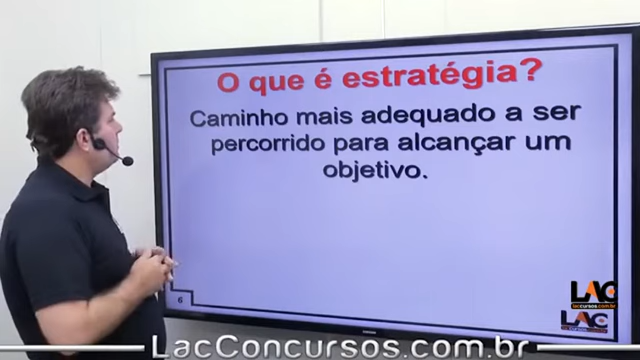 O que é estratégia?
Caminho mais adequado a ser
percorrido para alcançar um
objetivo.
6
LAC
lacconcursos.com.br
LAC
LacConcursos.com.br